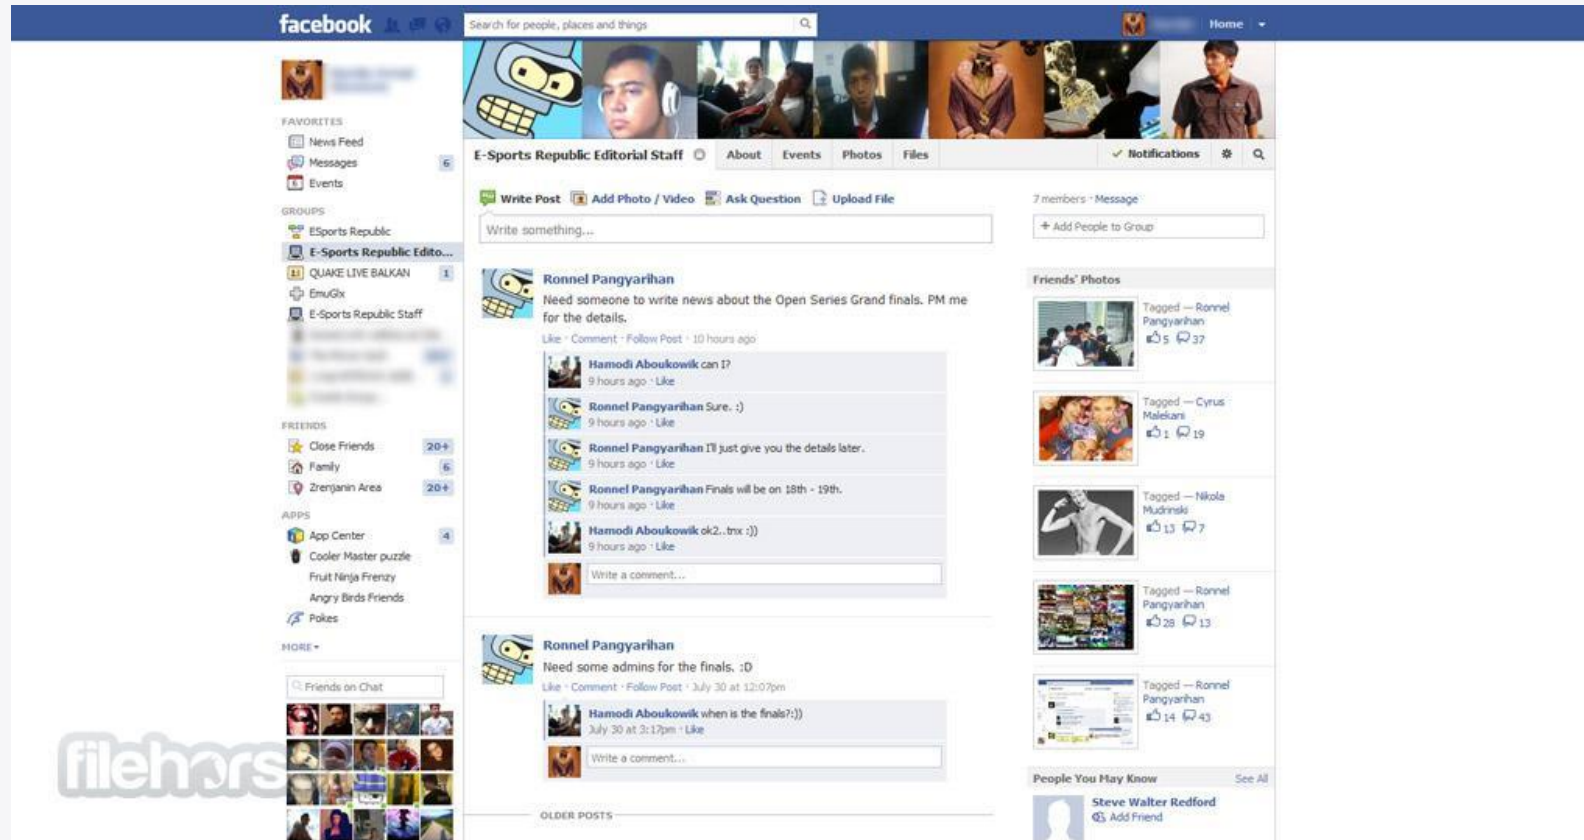 facebook
Search for people, places and things
Home
FAVORITES
News Feed
Messages 6
Events
GROUPS
ESports Republic
E-Sports Republic Edito...
QUAKE LIVE BALKAN 1
EmuGlx
E-Sports Republic Staff
FRIENDS
Close Friends 20+
Family 6
Zrenjanin Area 20+
APPS
App Center 4
Cooler Master puzzle
Fruit Ninja Frenzy
Angry Birds Friends
Pokes
MORE
Friends on Chat
E-Sports Republic Editorial Staff About Events Photos Files Notifications
Write Post Add Photo / Video Ask Question Upload File
Write something...
Ronnel Pangyarihan
Need someone to write news about the Open Series Grand finals. PM me
for the details.
Like · Comment · Follow Post · 10 hours ago
Hamodi Aboukowik can I?
9 hours ago · Like
Ronnel Pangyarihan Sure. :)
9 hours ago · Like
Ronnel Pangyarihan I'll just give you the details later.
9 hours ago · Like
Ronnel Pangyarihan Finals will be on 18th - 19th.
9 hours ago · Like
Hamodi Aboukowik ok2..tnx :))
9 hours ago · Like
Write a comment...
Ronnel Pangyarihan
Need some admins for the finals. :D
Like · Comment · Follow Post · July 30 at 12:07pm
Hamodi Aboukowik when is the finals?:))
July 30 at 3:17pm · Like
Write a comment...
OLDER POSTS
7 members · Message
+ Add People to Group
Friends' Photos
Tagged — Ronnel
Pangyarihan
5 37
Tagged — Cyrus
Malekani
1 19
Tagged — Nikola
Mudrinski
13 7
Tagged — Ronnel
Pangyarihan
28 13
Tagged — Ronnel
Pangyarihan
14 43
People You May Know See All
Steve Walter Redford
Add Friend
filehors